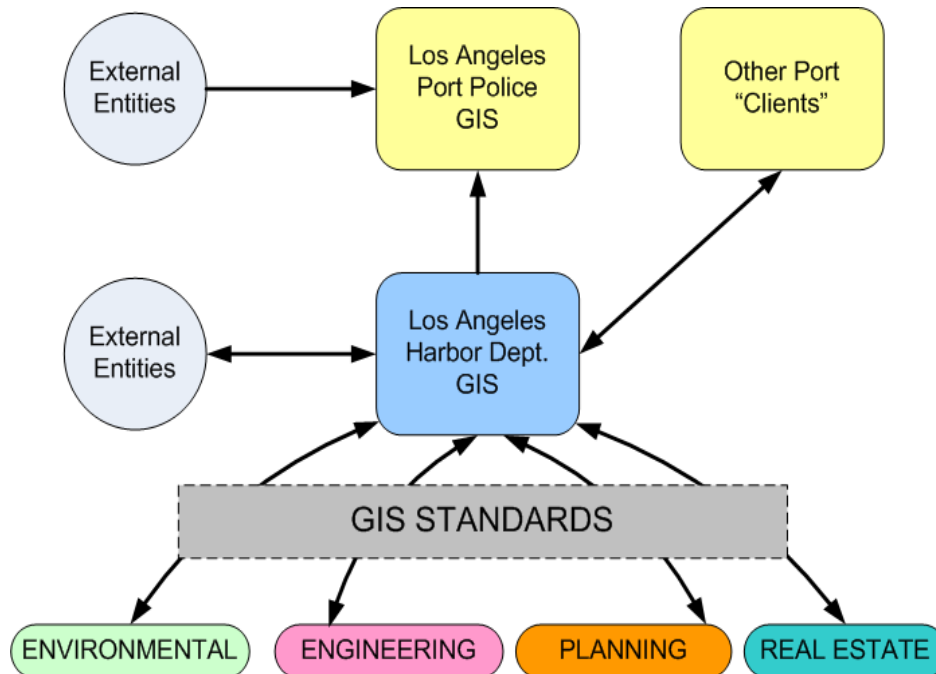 External
Entities
Los Angeles
Port Police
GIS
Other Port
“Clients”
External
Entities
Los Angeles
Harbor Dept.
GIS
GIS STANDARDS
ENVIRONMENTAL
ENGINEERING
PLANNING
REAL ESTATE